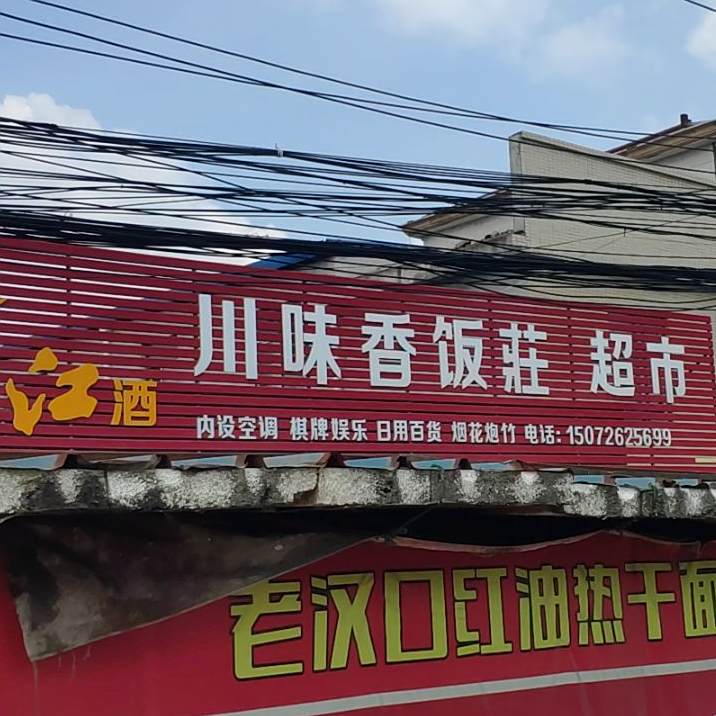 川味香饭莊 超市
江酒
内设空调 棋牌娱乐 日用百货 烟花炮竹 电话:15072625699
老汉口红油热干面